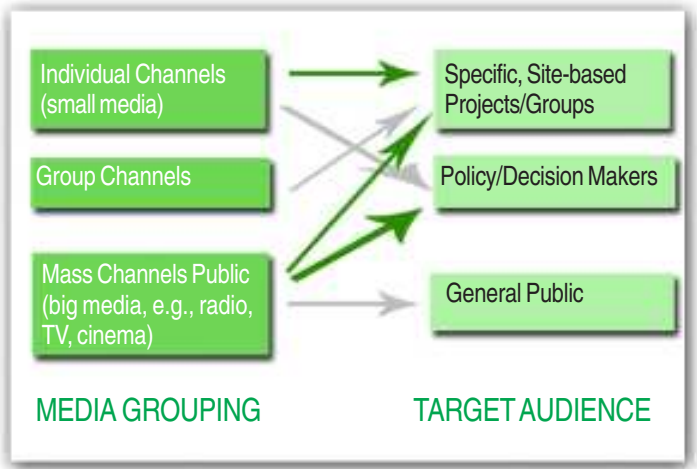 Individual Channels
(small media)
Specific, Site-based
Projects/Groups
Group Channels
Policy/Decision Makers
Mass Channels Public
(big media, e.g., radio,
TV, cinema)
General Public
MEDIA GROUPING
TARGET AUDIENCE